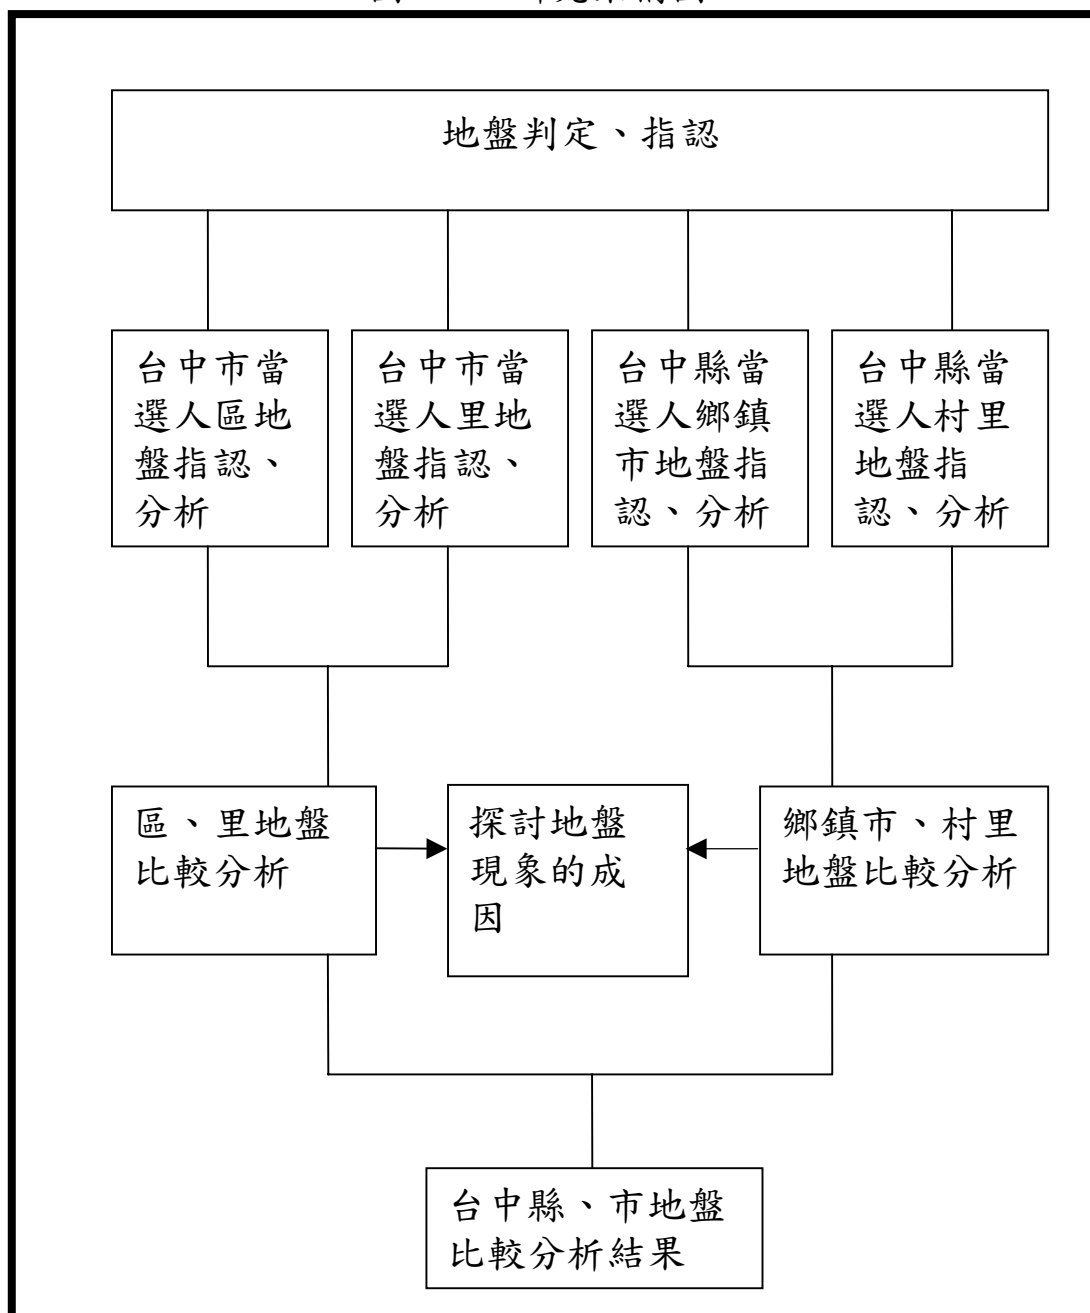 地盤判定、指認
台中市當
選人區地
盤指認、
分析
台中市當
選人里地
盤指認、
分析
台中縣當
選人鄉鎮
市地盤指
認、分析
台中縣當
選人村里
地盤指
認、分析
區、里地盤
比較分析
探討地盤
現象的成
因
鄉鎮市、村里
地盤比較分析
台中縣、市地盤
比較分析結果